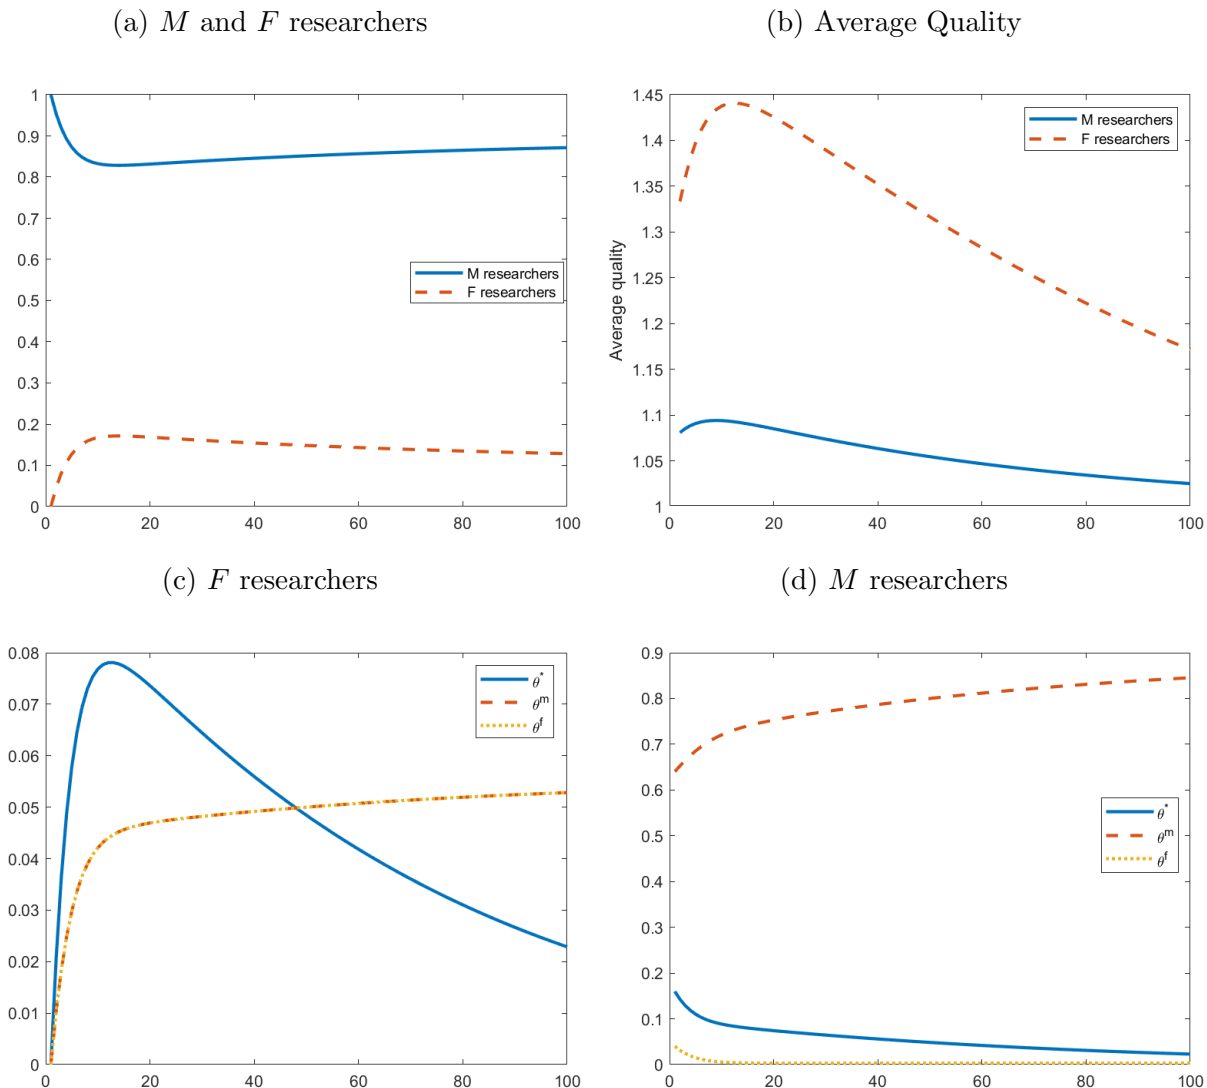 (a) M and F researchers
1
0.9
0.8
0.7
0.6
0.5
0.4
0.3
0.2
0.1
0
0 20 40 60 80 100
M researchers
F researchers
(b) Average Quality
Average quality
1.45
1.4
1.35
1.3
1.25
1.2
1.15
1.1
1.05
1
0 20 40 60 80 100
M researchers
F researchers
(c) F researchers
0.08
0.07
0.06
0.05
0.04
0.03
0.02
0.01
0
0 20 40 60 80 100
θ*
θ^m
θ^f
(d) M researchers
0.9
0.8
0.7
0.6
0.5
0.4
0.3
0.2
0.1
0
0 20 40 60 80 100
θ*
θ^m
θ^f